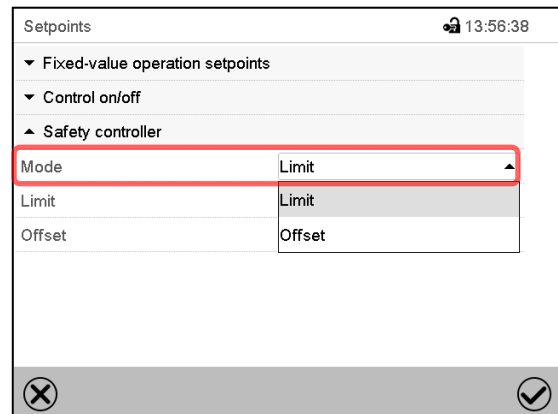 Setpoints 13:56:38
Fixed-value operation setpoints
Control on/off
Safety controller
Mode Limit
Limit Limit
Offset Offset